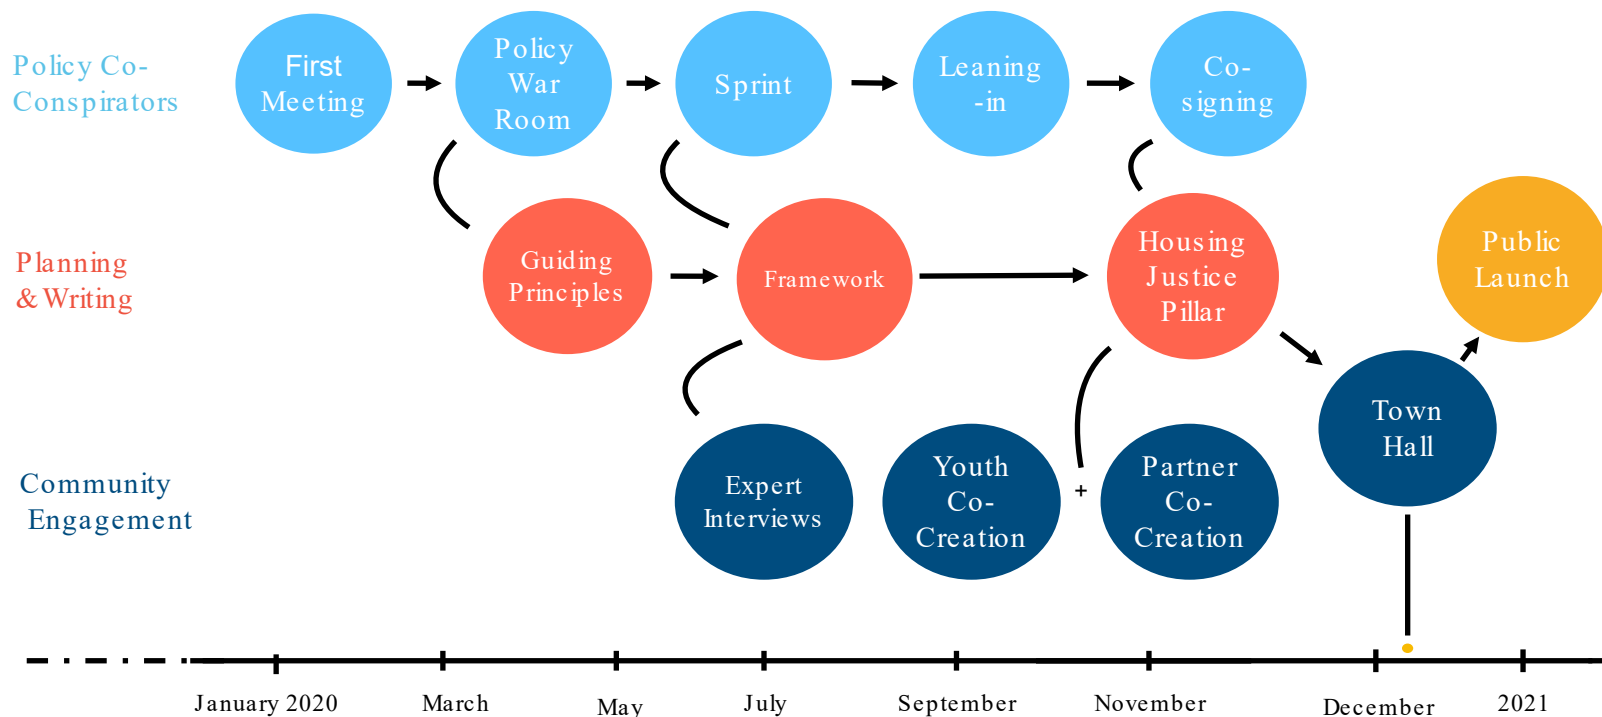 Policy Co-
Conspirators
First
Meeting
Policy
War
Room
Sprint
Leaning
-in
Co-
signing
Planning
& Writing
Guiding
Principles
Framework
Housing
Justice
Pillar
Public
Launch
Community
Engagement
Expert
Interviews
Youth
Co-
Creation
+
Partner
Co-
Creation
Town
Hall
January 2020
March
May
July
September
November
December
2021